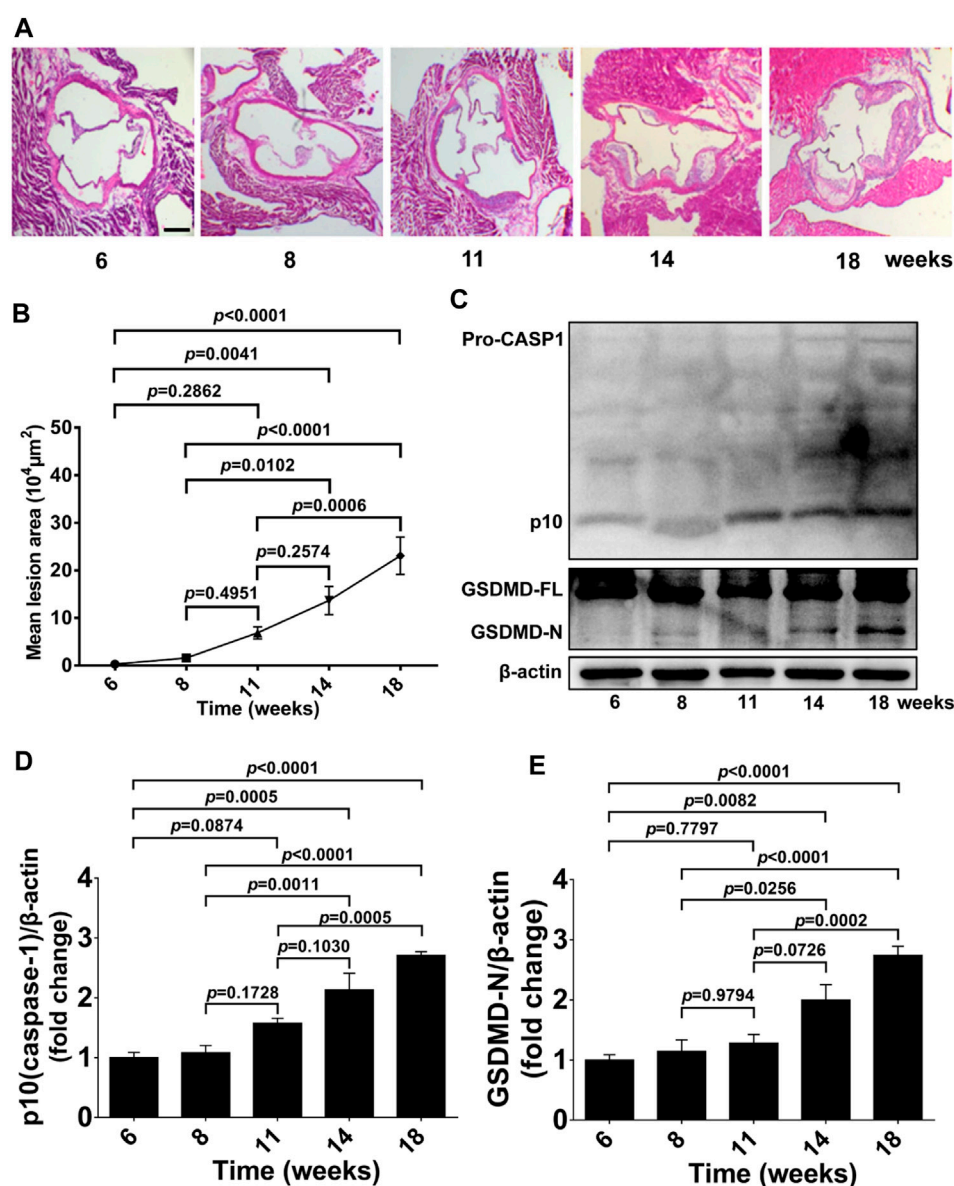 A
6 8 11 14 18 weeks
B
p<0.0001
p=0.0041
p=0.2862
p<0.0001
p=0.0102
p=0.0006
p=0.2574
p=0.4951
Mean lesion area (10⁴μm²)
50
40
30
20
10
0
6 8 11 14 18
Time (weeks)
C
Pro-CASP1
p10
GSDMD-FL
GSDMD-N
β-actin
6 8 11 14 18 weeks
D
p<0.0001
p=0.0005
p=0.0874
p<0.0001
p=0.0011
p=0.0005
p=0.1030
p=0.1728
p10(caspase-1)/β-actin
(fold change)
4
3
2
1
0
6 8 11 14 18
Time (weeks)
E
p<0.0001
p=0.0082
p=0.7797
p<0.0001
p=0.0256
p=0.0002
p=0.0726
p=0.9794
GSDMD-N/β-actin
(fold change)
4
3
2
1
0
6 8 11 14 18
Time (weeks)